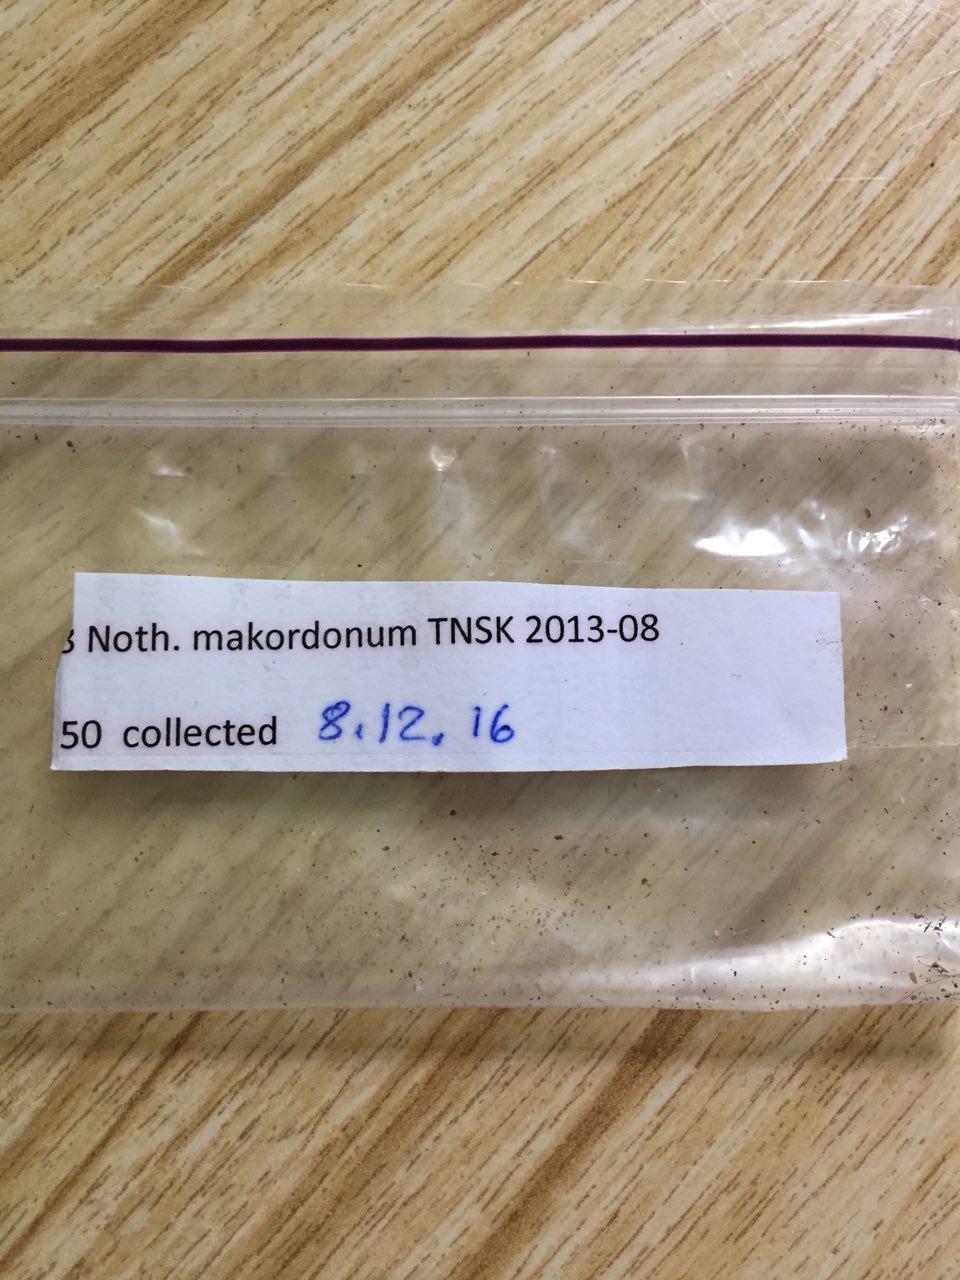 Noth. makordonum TNSK 2013-08
50 collected 8.12.16